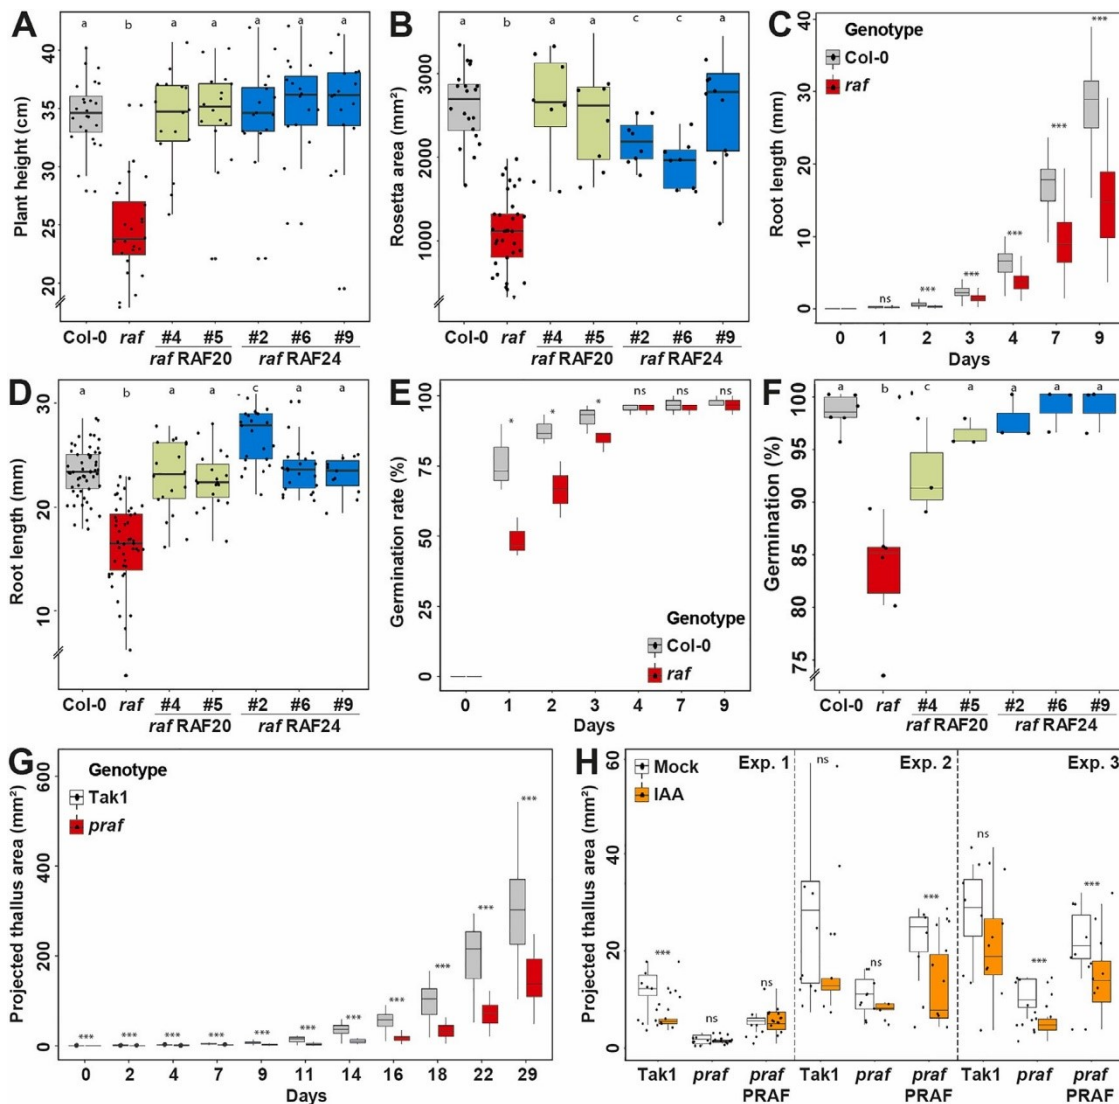 A
Plant height (cm)
40
35
30
25
20
a b a a a a a
Col-0 raf #4 #5 #2 #6 #9
raf RAF20 raf RAF24
B
Rosetta area (mm²)
3000
2000
1000
a b a a c c a
Col-0 raf #4 #5 #2 #6 #9
raf RAF20 raf RAF24
C
Genotype
Col-0
raf
Root length (mm)
40
30
20
10
0
ns *** *** *** *** ***
0 1 2 3 4 7 9
Days
D
Root length (mm)
30
20
10
a b a a c a a
Col-0 raf #4 #5 #2 #6 #9
raf RAF20 raf RAF24
E
Germination rate (%)
100
75
50
25
0
* * * ns ns ns
Genotype
Col-0
raf
0 1 2 3 4 7 9
Days
F
Germination (%)
100
95
90
85
80
75
a b c a a a a
Col-0 raf #4 #5 #2 #6 #9
raf RAF20 raf RAF24
G
Genotype
Tak1
praf
Projected thallus area (mm²)
600
400
200
0
*** *** *** *** *** *** *** *** *** *** ***
0 2 4 7 9 11 14 16 18 22 29
Days
H
Mock
IAA
Exp. 1 Exp. 2 Exp. 3
Projected thallus area (mm²)
60
40
20
0
*** ns ns ns ns *** ns *** ***
Tak1 praf praf Tak1 praf praf Tak1 praf praf
PRAF PRAF PRAF